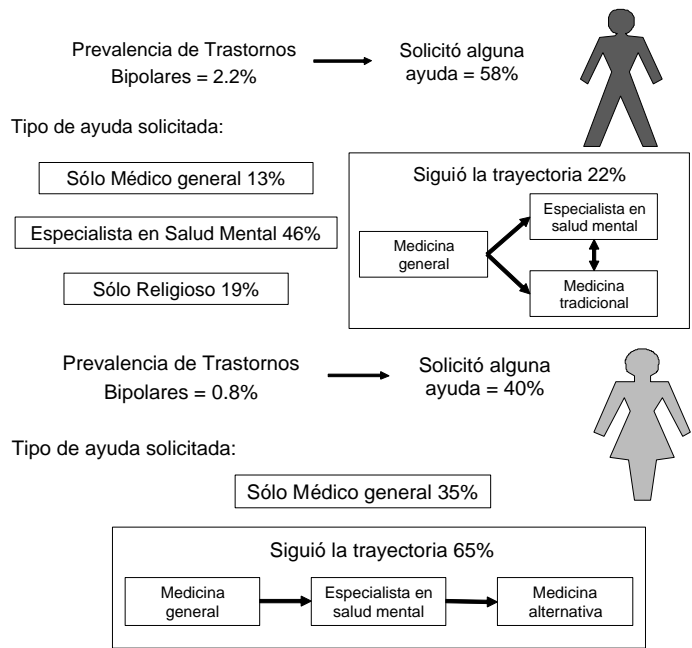 Prevalencia de Trastornos
Bipolares = 2.2%
Solicitó alguna
ayuda = 58%
Tipo de ayuda solicitada:
Sólo Médico general 13%
Especialista en Salud Mental 46%
Sólo Religioso 19%
Siguió la trayectoria 22%
Medicina
general
Especialista en
salud mental
Medicina
tradicional
Prevalencia de Trastornos
Bipolares = 0.8%
Solicitó alguna
ayuda = 40%
Tipo de ayuda solicitada:
Sólo Médico general 35%
Siguió la trayectoria 65%
Medicina
general
Especialista en
salud mental
Medicina
alternativa